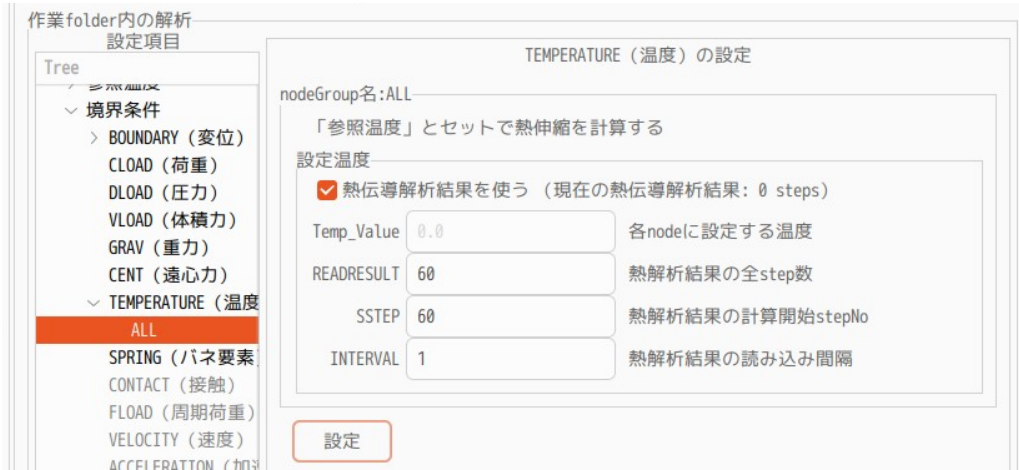 作業folder内の解析
設定項目
Tree
参照温度
境界条件
BOUNDARY (変位)
CLOAD (荷重)
DLOAD (圧力)
VLOAD (体積力)
GRAV (重力)
CENT (遠心力)
TEMPERATURE (温度
ALL
SPRING (バネ要素
CONTACT (接触)
FLOAD (周期荷重)
VELOCITY (速度)
ACCELERATION (加速
TEMPERATURE (温度) の設定
nodeGroup名:ALL
「参照温度」とセットで熱伸縮を計算する
設定温度
熱伝導解析結果を使う (現在の熱伝導解析結果: 0 steps)
Temp_Value 0.0 各nodeに設定する温度
READRESULT 60 熱解析結果の全step数
SSTEP 60 熱解析結果の計算開始stepNo
INTERVAL 1 熱解析結果の読み込み間隔
設定